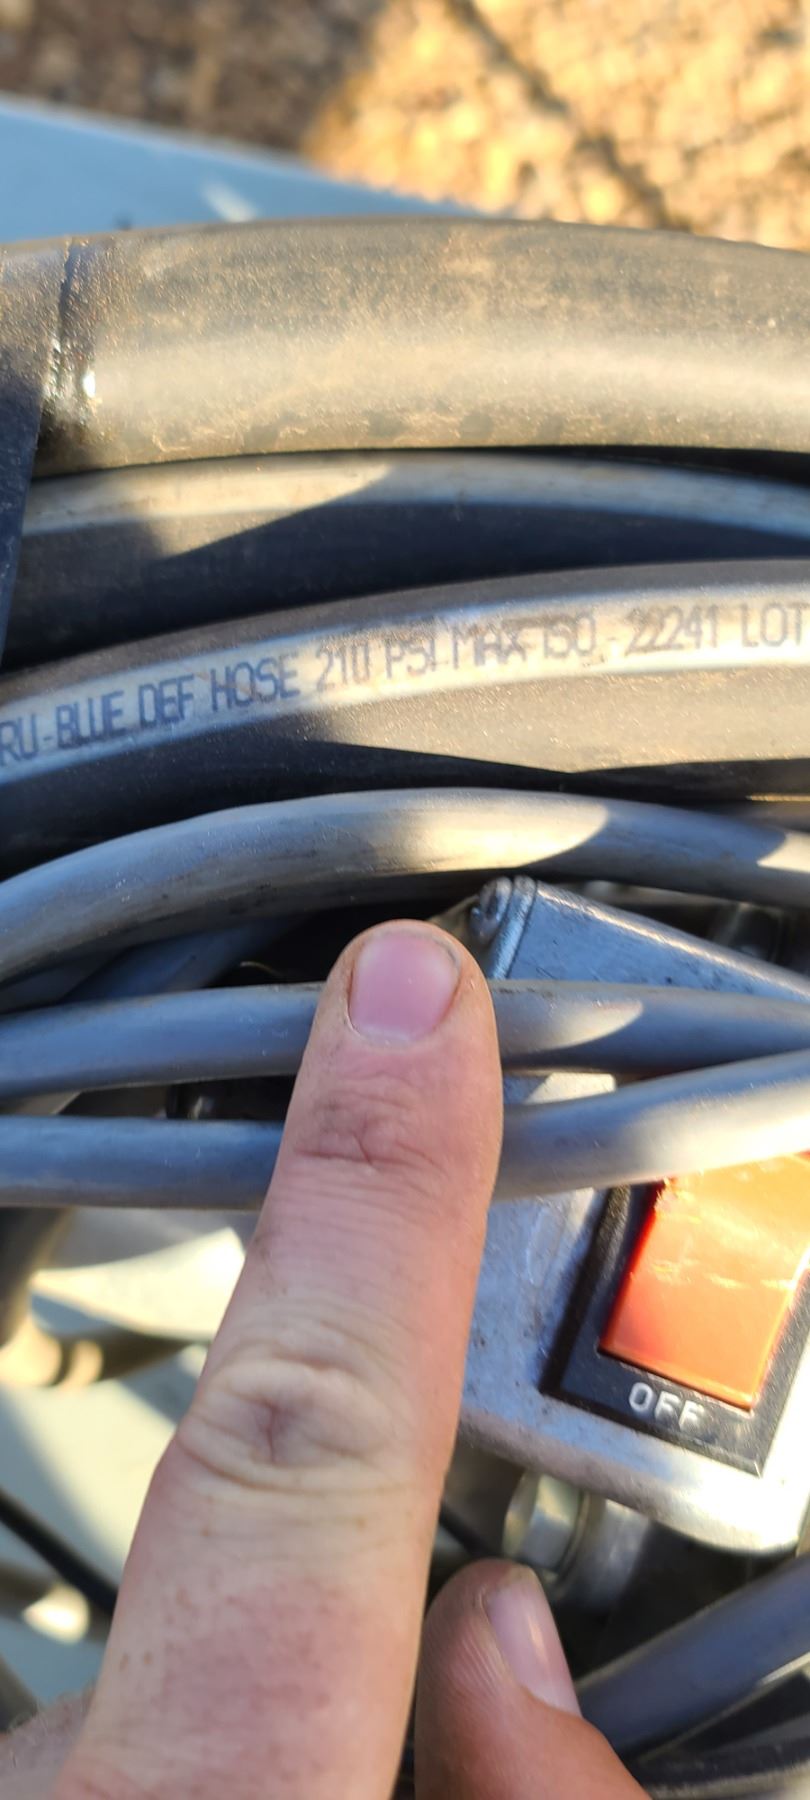 RU-BLUE DEF HOSE 210 PSI MAX ISO-22241 LOT
OFF